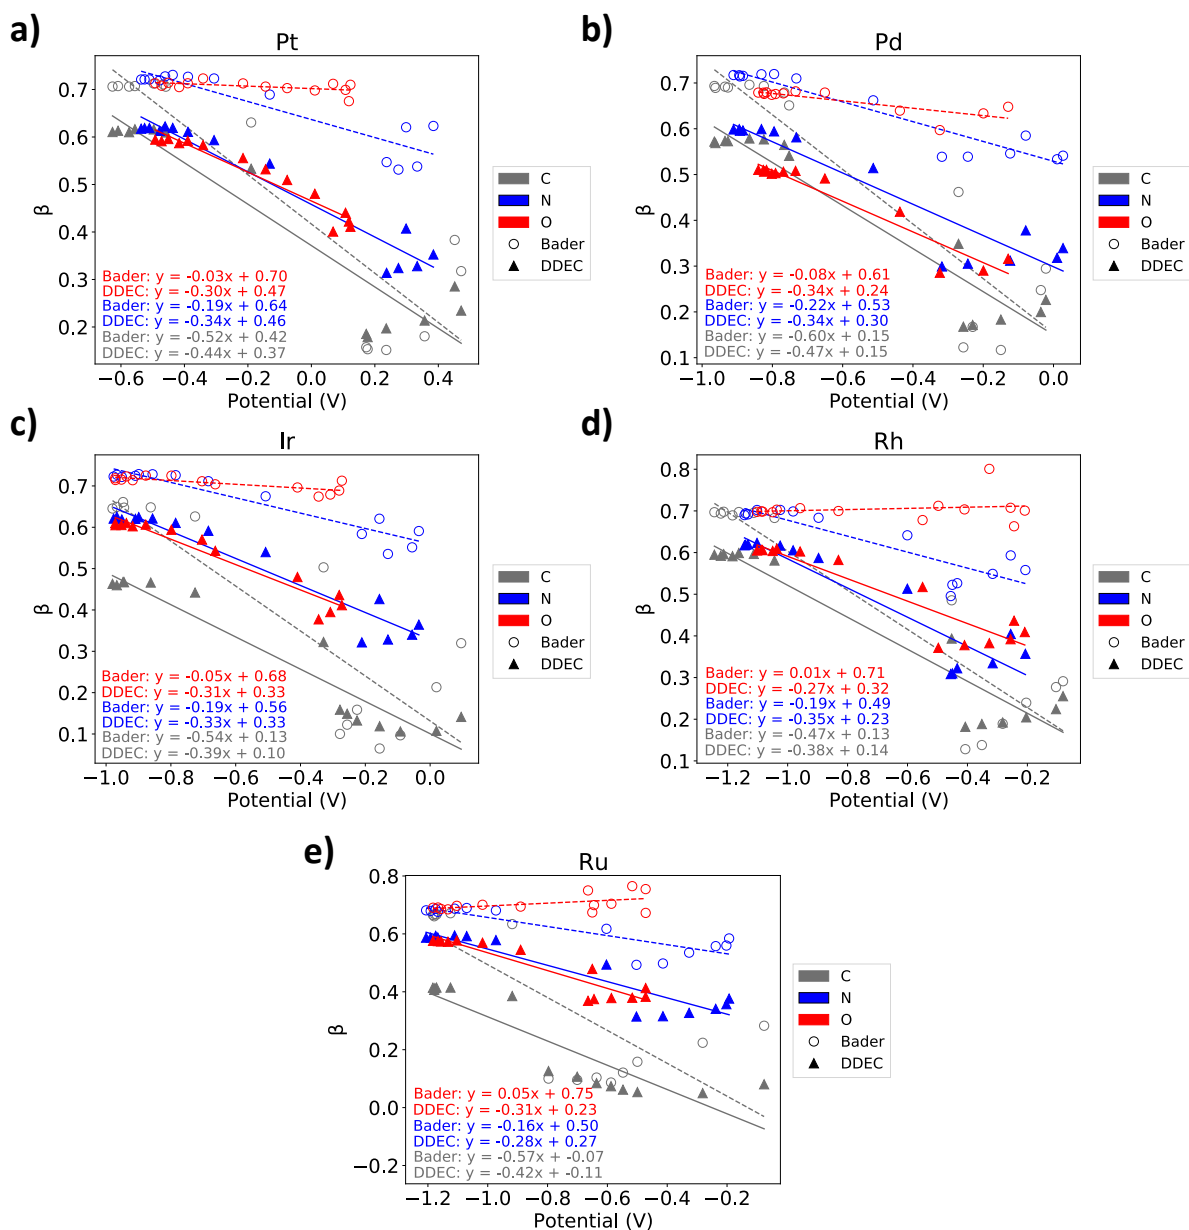 a)
Pt
0.7
0.6
0.5
0.4
0.3
0.2
β
Bader: y = -0.03x + 0.70
DDEC: y = -0.30x + 0.47
Bader: y = -0.19x + 0.64
DDEC: y = -0.34x + 0.46
Bader: y = -0.52x + 0.42
DDEC: y = -0.44x + 0.37
−0.6 −0.4 −0.2 0.0 0.2 0.4
Potential (V)
C
N
O
Bader
DDEC
b)
Pd
0.7
0.6
0.5
0.4
0.3
0.2
0.1
β
Bader: y = -0.08x + 0.61
DDEC: y = -0.34x + 0.24
Bader: y = -0.22x + 0.53
DDEC: y = -0.34x + 0.30
Bader: y = -0.60x + 0.15
DDEC: y = -0.47x + 0.15
−1.0 −0.8 −0.6 −0.4 −0.2 0.0
Potential (V)
C
N
O
Bader
DDEC
c)
Ir
0.7
0.6
0.5
0.4
0.3
0.2
0.1
β
Bader: y = -0.05x + 0.68
DDEC: y = -0.31x + 0.33
Bader: y = -0.19x + 0.56
DDEC: y = -0.33x + 0.33
Bader: y = -0.54x + 0.13
DDEC: y = -0.39x + 0.10
−1.0 −0.8 −0.6 −0.4 −0.2 0.0
Potential (V)
C
N
O
Bader
DDEC
d)
Rh
0.8
0.7
0.6
0.5
0.4
0.3
0.2
0.1
β
Bader: y = 0.01x + 0.71
DDEC: y = -0.27x + 0.32
Bader: y = -0.19x + 0.49
DDEC: y = -0.35x + 0.23
Bader: y = -0.47x + 0.13
DDEC: y = -0.38x + 0.14
−1.2 −1.0 −0.8 −0.6 −0.4 −0.2
Potential (V)
C
N
O
Bader
DDEC
e)
Ru
0.8
0.6
0.4
0.2
0.0
−0.2
β
Bader: y = 0.05x + 0.75
DDEC: y = -0.31x + 0.23
Bader: y = -0.16x + 0.50
DDEC: y = -0.28x + 0.27
Bader: y = -0.57x + -0.07
DDEC: y = -0.42x + -0.11
−1.2 −1.0 −0.8 −0.6 −0.4 −0.2
Potential (V)
C
N
O
Bader
DDEC